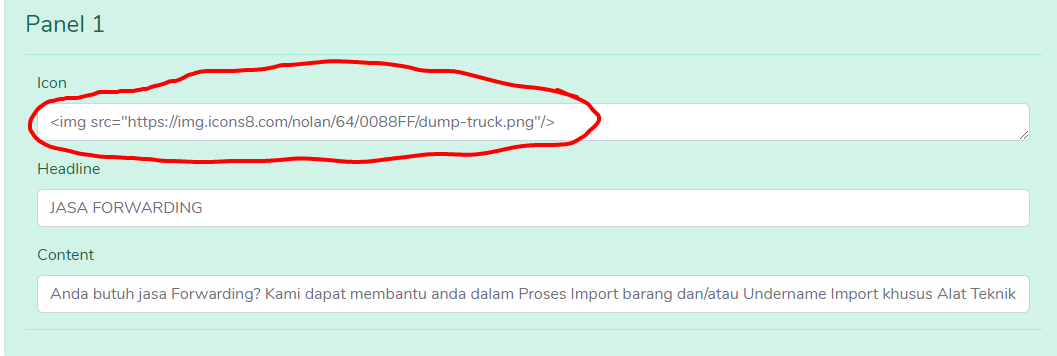 Panel 1
Icon
<img src="https://img.icons8.com/nolan/64/0088FF/dump-truck.png"/>
Headline
JASA FORWARDING
Content
Anda butuh jasa Forwarding? Kami dapat membantu anda dalam Proses Import barang dan/atau Undername Import khusus Alat Teknik